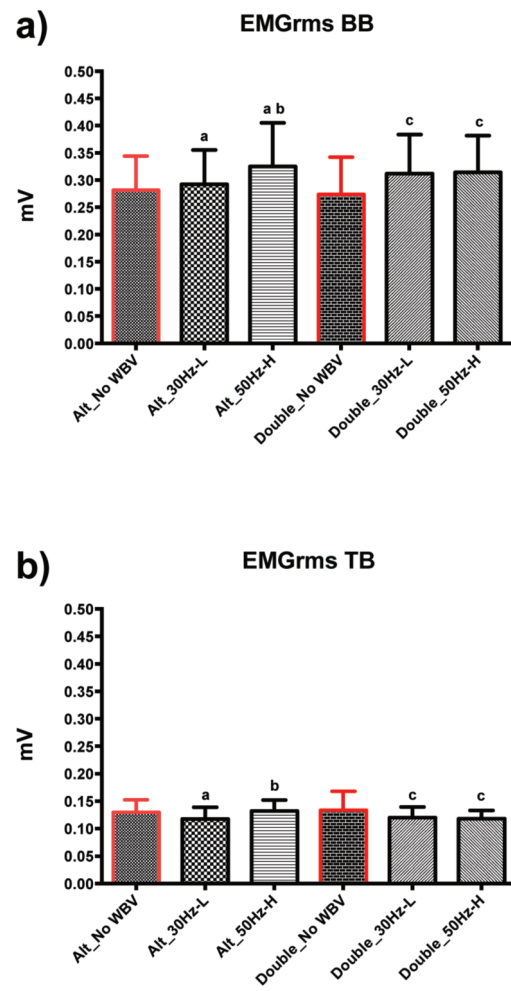 a)
EMGrms BB
0.50
0.45
0.40
0.35
0.30
0.25
0.20
0.15
0.10
0.05
0.00
mV
a
a b
c
c
Alt_No WBV
Alt_30Hz-L
Alt_50Hz-H
Double_No WBV
Double_30Hz-L
Double_50Hz-H
b)
EMGrms TB
0.50
0.45
0.40
0.35
0.30
0.25
0.20
0.15
0.10
0.05
0.00
mV
a
b
c
c
Alt_No WBV
Alt_30Hz-L
Alt_50Hz-H
Double_No WBV
Double_30Hz-L
Double_50Hz-H